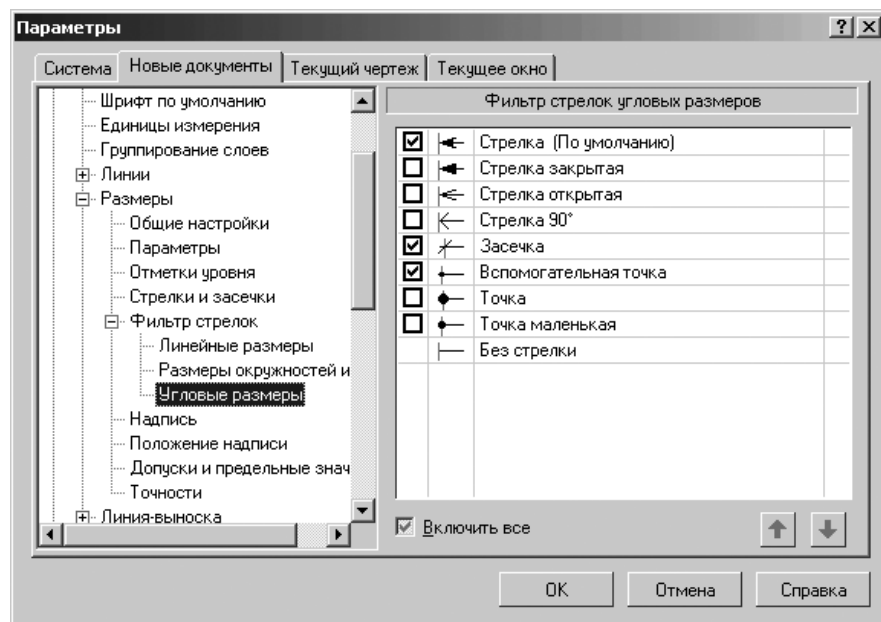 Параметры
Система Новые документы Текущий чертеж Текущее окно
Шрифт по умолчанию
Единицы измерения
Группирование слоев
Линии
Размеры
Общие настройки
Параметры
Отметки уровня
Стрелки и засечки
Фильтр стрелок
Линейные размеры
Размеры окружностей и
Угловые размеры
Надпись
Положение надписи
Допуски и предельные знач
Точности
Линия-выноска
Фильтр стрелок угловых размеров
Стрелка (По умолчанию)
Стрелка закрытая
Стрелка открытая
Стрелка 90°
Засечка
Вспомогательная точка
Точка
Точка маленькая
Без стрелки
Включить все
OK Отмена Справка